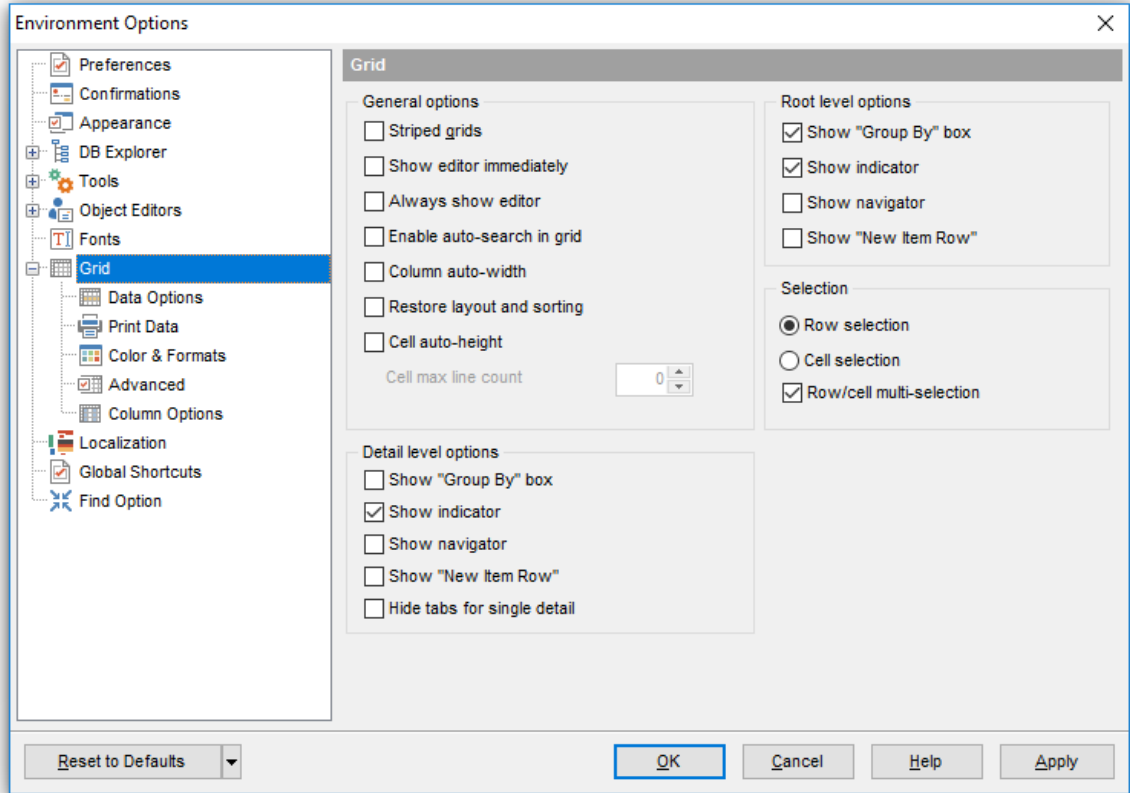 Environment Options
Preferences
Confirmations
Appearance
DB Explorer
Tools
Object Editors
Fonts
Grid
Data Options
Print Data
Color & Formats
Advanced
Column Options
Localization
Global Shortcuts
Find Option
Grid
General options
Striped grids
Show editor immediately
Always show editor
Enable auto-search in grid
Column auto-width
Restore layout and sorting
Cell auto-height
Cell max line count 0
Root level options
Show "Group By" box
Show indicator
Show navigator
Show "New Item Row"
Selection
Row selection
Cell selection
Row/cell multi-selection
Detail level options
Show "Group By" box
Show indicator
Show navigator
Show "New Item Row"
Hide tabs for single detail
Reset to Defaults OK Cancel Help Apply